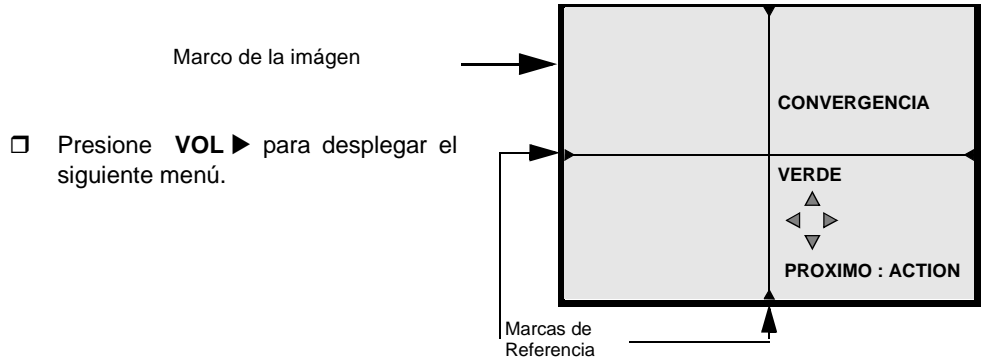 Marco de la imágen
❒ Presione VOL ▶ para desplegar el
siguiente menú.
CONVERGENCIA
VERDE
PROXIMO : ACTION
Marcas de
Referencia